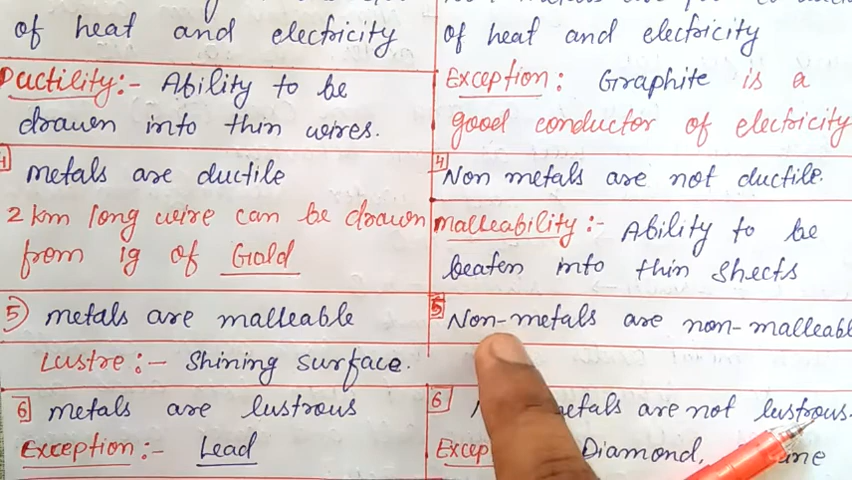 of heat and electricity
Ductility:- Ability to be
drawn into thin wires.
4 metals are ductile
2 km long wire can be drawn
from 1g of Gold
5 metals are malleable
Lustre :- Shining surface.
6 metals are lustrous
Exception :- Lead
of heat and electricity
Exception: Graphite is a
good conductor of electricity
4 Non metals are not ductile.
malleability :- Ability to be
beaten into thin sheets
5 Non-metals are non-malleabl
6 etals are not lustrous.
Excep Diamond,